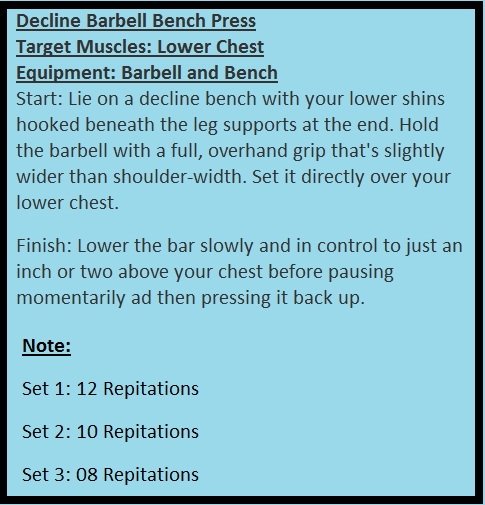 Decline Barbell Bench Press
Target Muscles: Lower Chest
Equipment: Barbell and Bench
Start: Lie on a decline bench with your lower shins
hooked beneath the leg supports at the end. Hold
the barbell with a full, overhand grip that's slightly
wider than shoulder-width. Set it directly over your
lower chest.
Finish: Lower the bar slowly and in control to just an
inch or two above your chest before pausing
momentarily ad then pressing it back up.
Note:
Set 1: 12 Repitations
Set 2: 10 Repitations
Set 3: 08 Repitations